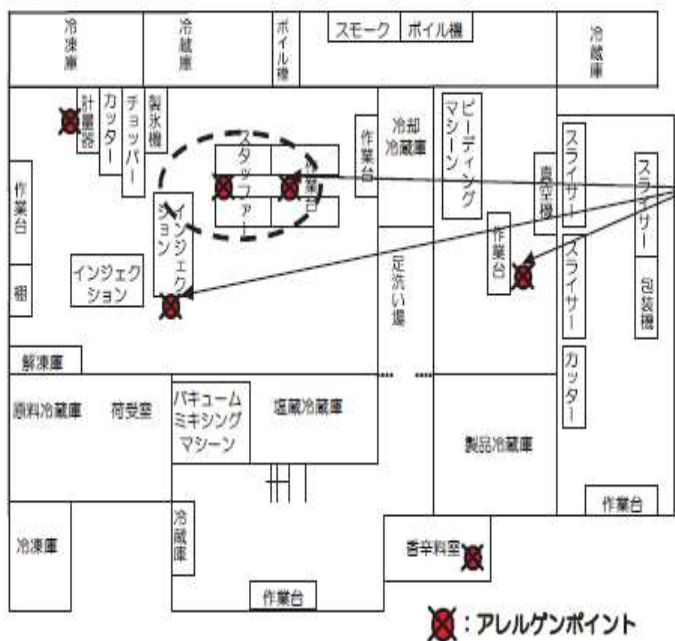 冷凍庫
冷蔵庫
ボイル機
スモーク
ボイル機
冷蔵庫
計量器
カッター
チョッパー
製氷機
スタッファー
作業台
作業台
冷却
冷蔵庫
ピーディング
マシーン
真空機
スライサー
スライサー
作業台
棚
インジェク
ション
インジェク
ション
足洗い場
作業台
スライサー
包装機
カッター
解凍庫
原料冷蔵庫
荷受室
バキューム
ミキシング
マシーン
塩蔵冷蔵庫
製品冷蔵庫
作業台
冷凍庫
冷蔵庫
作業台
香辛料室
：アレルゲンポイント